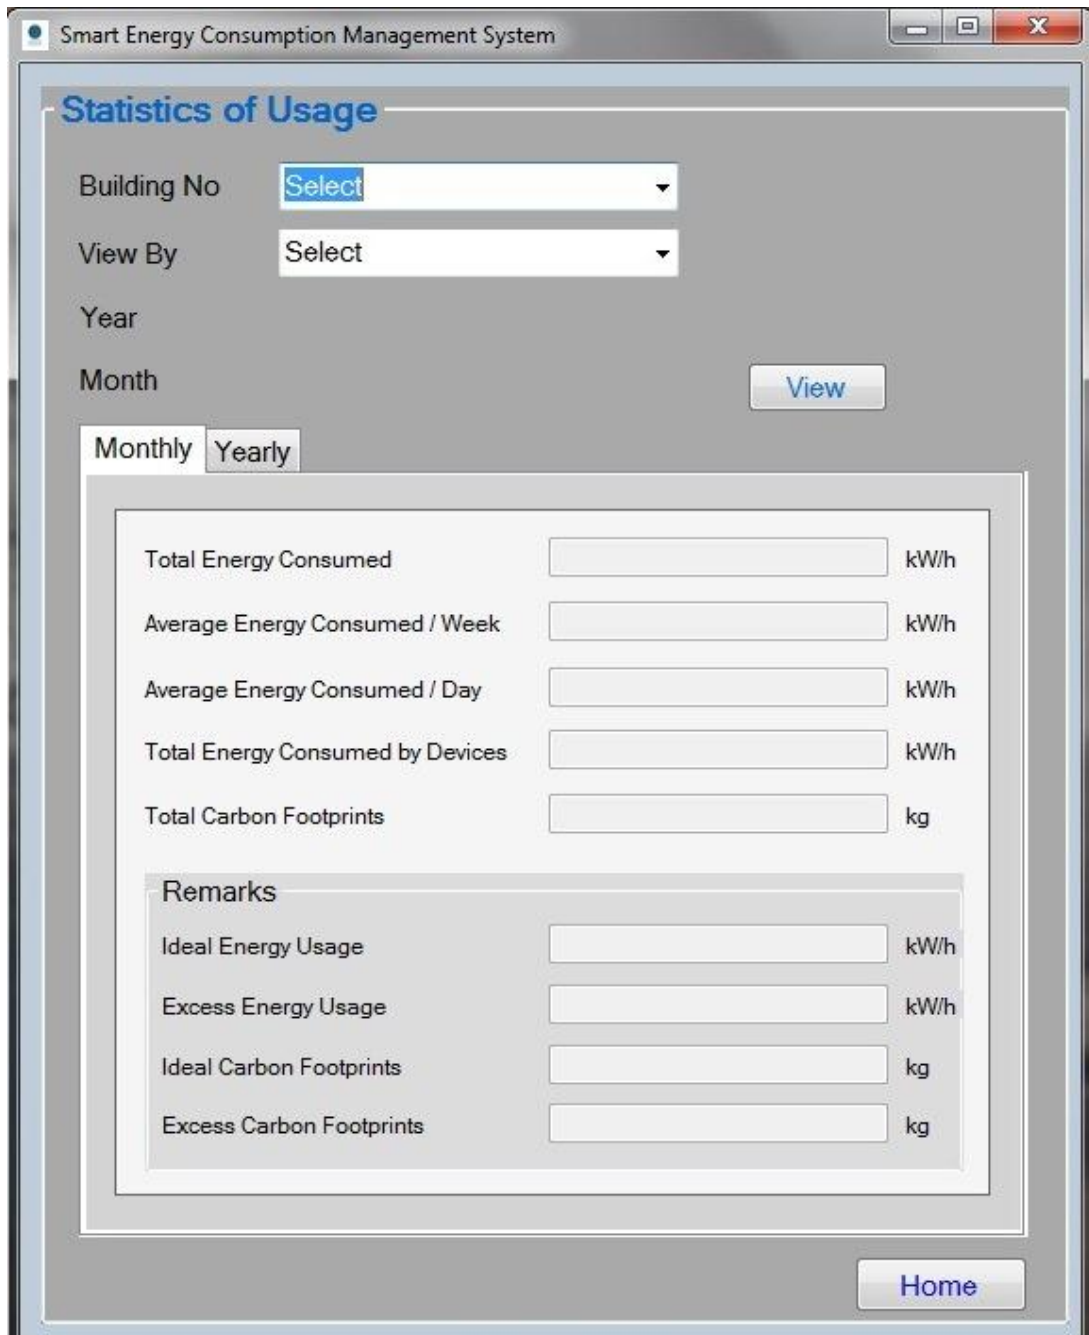 Smart Energy Consumption Management System
Statistics of Usage
Building No Select
View By Select
Year
Month View
Monthly Yearly
Total Energy Consumed kW/h
Average Energy Consumed / Week kW/h
Average Energy Consumed / Day kW/h
Total Energy Consumed by Devices kW/h
Total Carbon Footprints kg
Remarks
Ideal Energy Usage kW/h
Excess Energy Usage kW/h
Ideal Carbon Footprints kg
Excess Carbon Footprints kg
Home